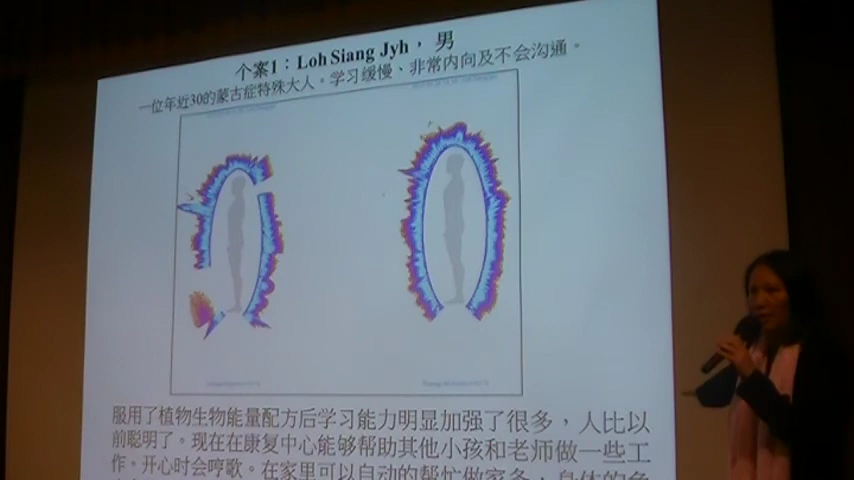 个案1：Loh Siang Jyh， 男
一位年近30的蒙古症特殊大人。学习缓慢、非常内向及不会沟通。
服用了植物生物能量配方后学习能力明显加强了很多，人比以
前聪明了。现在在康复中心能够帮助其他小孩和老师做一些工
作。开心时会哼歌。在家里可以自动的帮忙做家务，身体的免